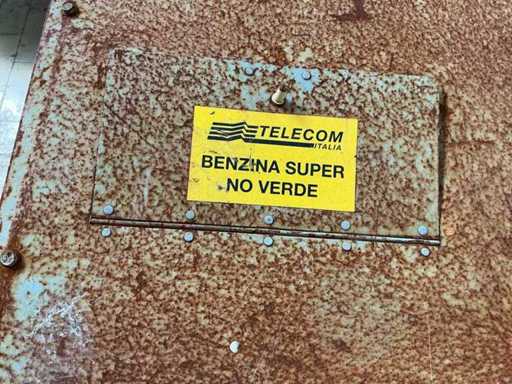 TELECOM
ITALIA
BENZINA SUPER
NO VERDE